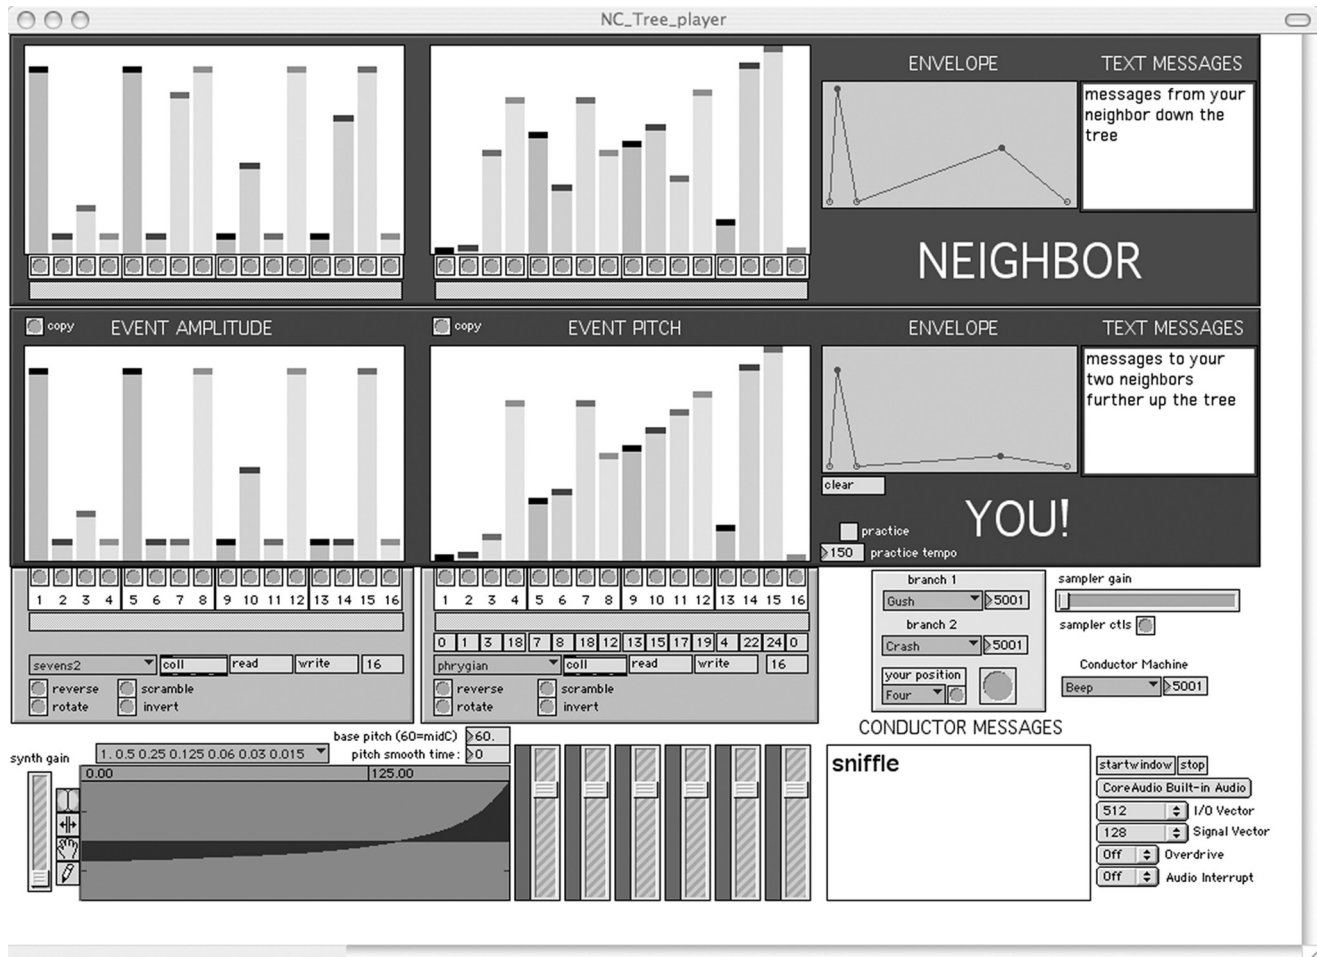 NC_Tree_player
ENVELOPE
TEXT MESSAGES
messages from your
neighbor down the
tree
NEIGHBOR
copy
EVENT AMPLITUDE
copy
EVENT PITCH
ENVELOPE
TEXT MESSAGES
messages to your
two neighbors
further up the tree
clear
YOU!
practice
150 practice tempo
1 2 3 4 5 6 7 8 9 10 11 12 13 14 15 16
1 2 3 4 5 6 7 8 9 10 11 12 13 14 15 16
0 1 3 18 7 8 18 12 13 15 17 19 4 22 24 0
sevens2 coll read write 16
reverse scramble
rotate invert
phrygian coll read write 16
reverse scramble
rotate invert
branch 1
Gush 5001
branch 2
Crash 5001
your position
Four
sampler gain
sampler ctls
Conductor Machine
Beep 5001
CONDUCTOR MESSAGES
sniffle
base pitch (60=midC) 60.
pitch smooth time: 0
synth gain
1. 0.5 0.25 0.125 0.06 0.03 0.015
0.00 125.00
startwindow stop
CoreAudio Built-in Audio
512 I/O Vector
128 Signal Vector
Off Overdrive
Off Audio Interrupt